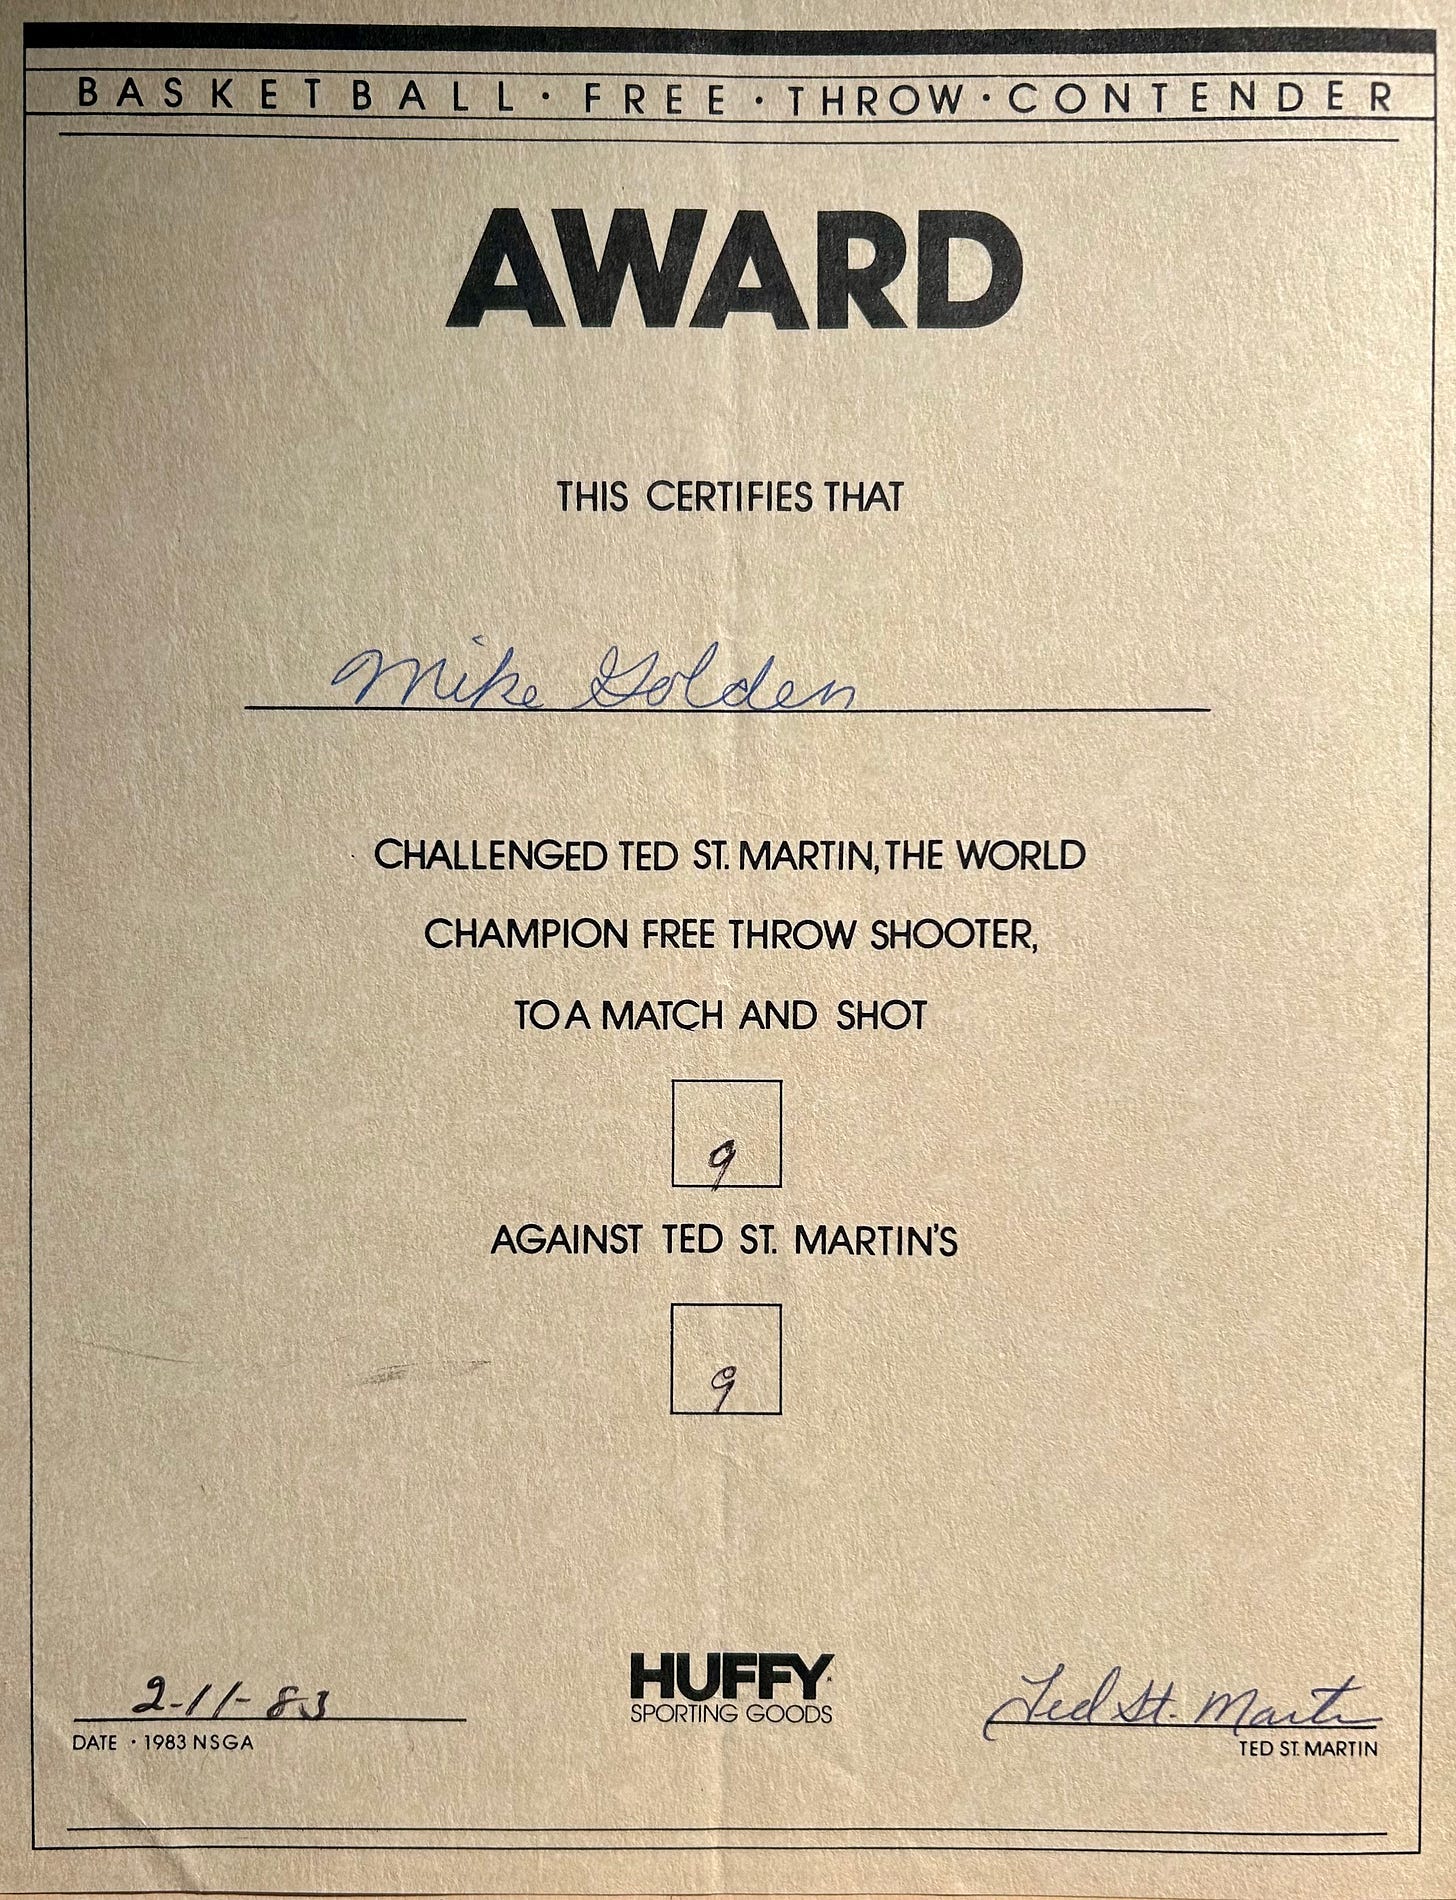 BASKETBALL · FREE · THROW · CONTENDER
AWARD
THIS CERTIFIES THAT
Mike Golden
CHALLENGED TED ST. MARTIN, THE WORLD
CHAMPION FREE THROW SHOOTER,
TO A MATCH AND SHOT
9
AGAINST TED ST. MARTIN'S
9
2-11-83
DATE · 1983 NSGA
HUFFY
SPORTING GOODS
Ted St. Martin
TED ST. MARTIN